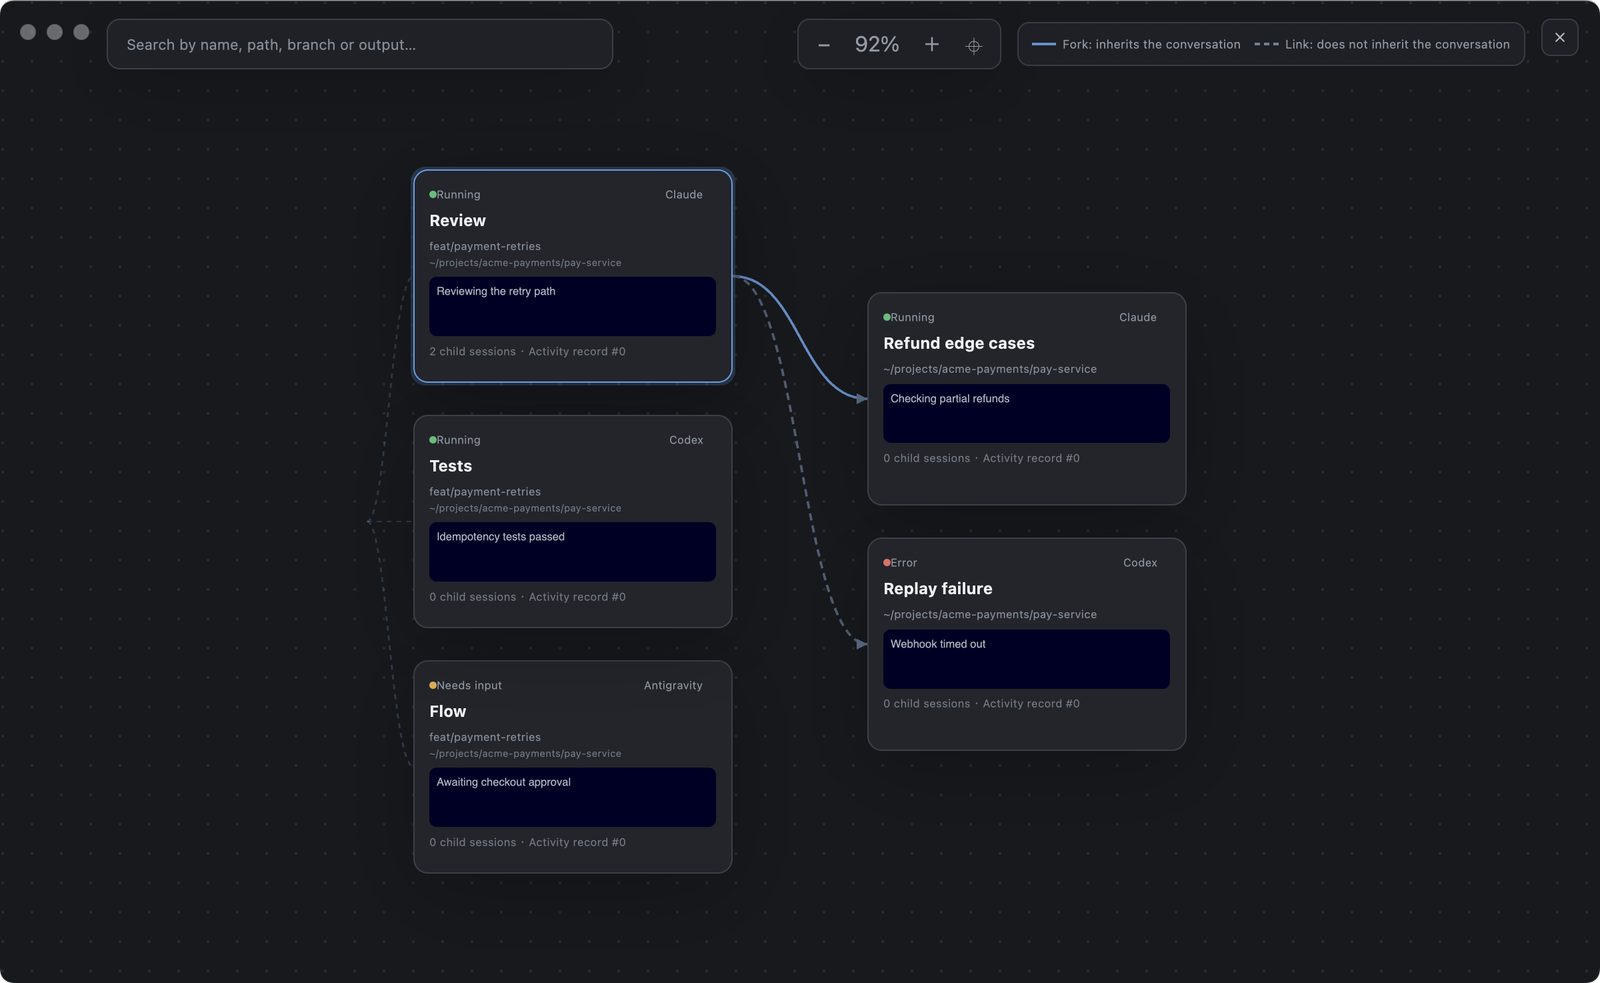 Search by name, path, branch or output...
92%
Fork: inherits the conversation
Link: does not inherit the conversation
Running
Claude
Review
feat/payment-retries
~/projects/acme-payments/pay-service
Reviewing the retry path
2 child sessions · Activity record #0
Running
Codex
Tests
feat/payment-retries
~/projects/acme-payments/pay-service
Idempotency tests passed
0 child sessions · Activity record #0
Needs input
Antigravity
Flow
feat/payment-retries
~/projects/acme-payments/pay-service
Awaiting checkout approval
0 child sessions · Activity record #0
Running
Claude
Refund edge cases
~/projects/acme-payments/pay-service
Checking partial refunds
0 child sessions · Activity record #0
Error
Codex
Replay failure
~/projects/acme-payments/pay-service
Webhook timed out
0 child sessions · Activity record #0